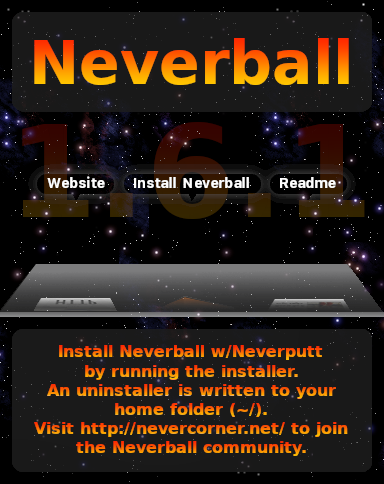 Neverball
1.6.1
Website Install Neverball Readme
Install Neverball w/Neverputt
by running the installer.
An uninstaller is written to your
home folder (~/).
Visit http://nevercorner.net/ to join
the Neverball community.